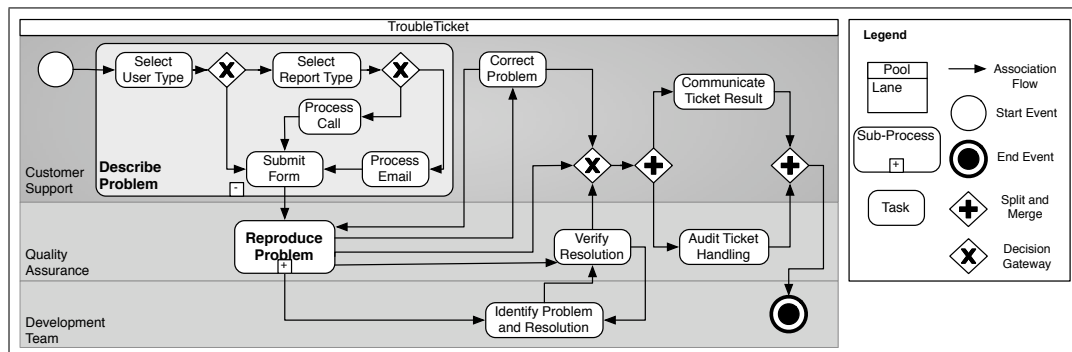 TroubleTicket
Select
User Type
Select
Report Type
Process
Call
Submit
Form
Process
Email
Describe
Problem
Customer
Support
Correct
Problem
Communicate
Ticket Result
Quality
Assurance
Reproduce
Problem
Verify
Resolution
Audit Ticket
Handling
Development
Team
Identify Problem
and Resolution
Legend
Pool
Lane
Association
Flow
Start Event
Sub-Process
End Event
Task
Split and
Merge
Decision
Gateway